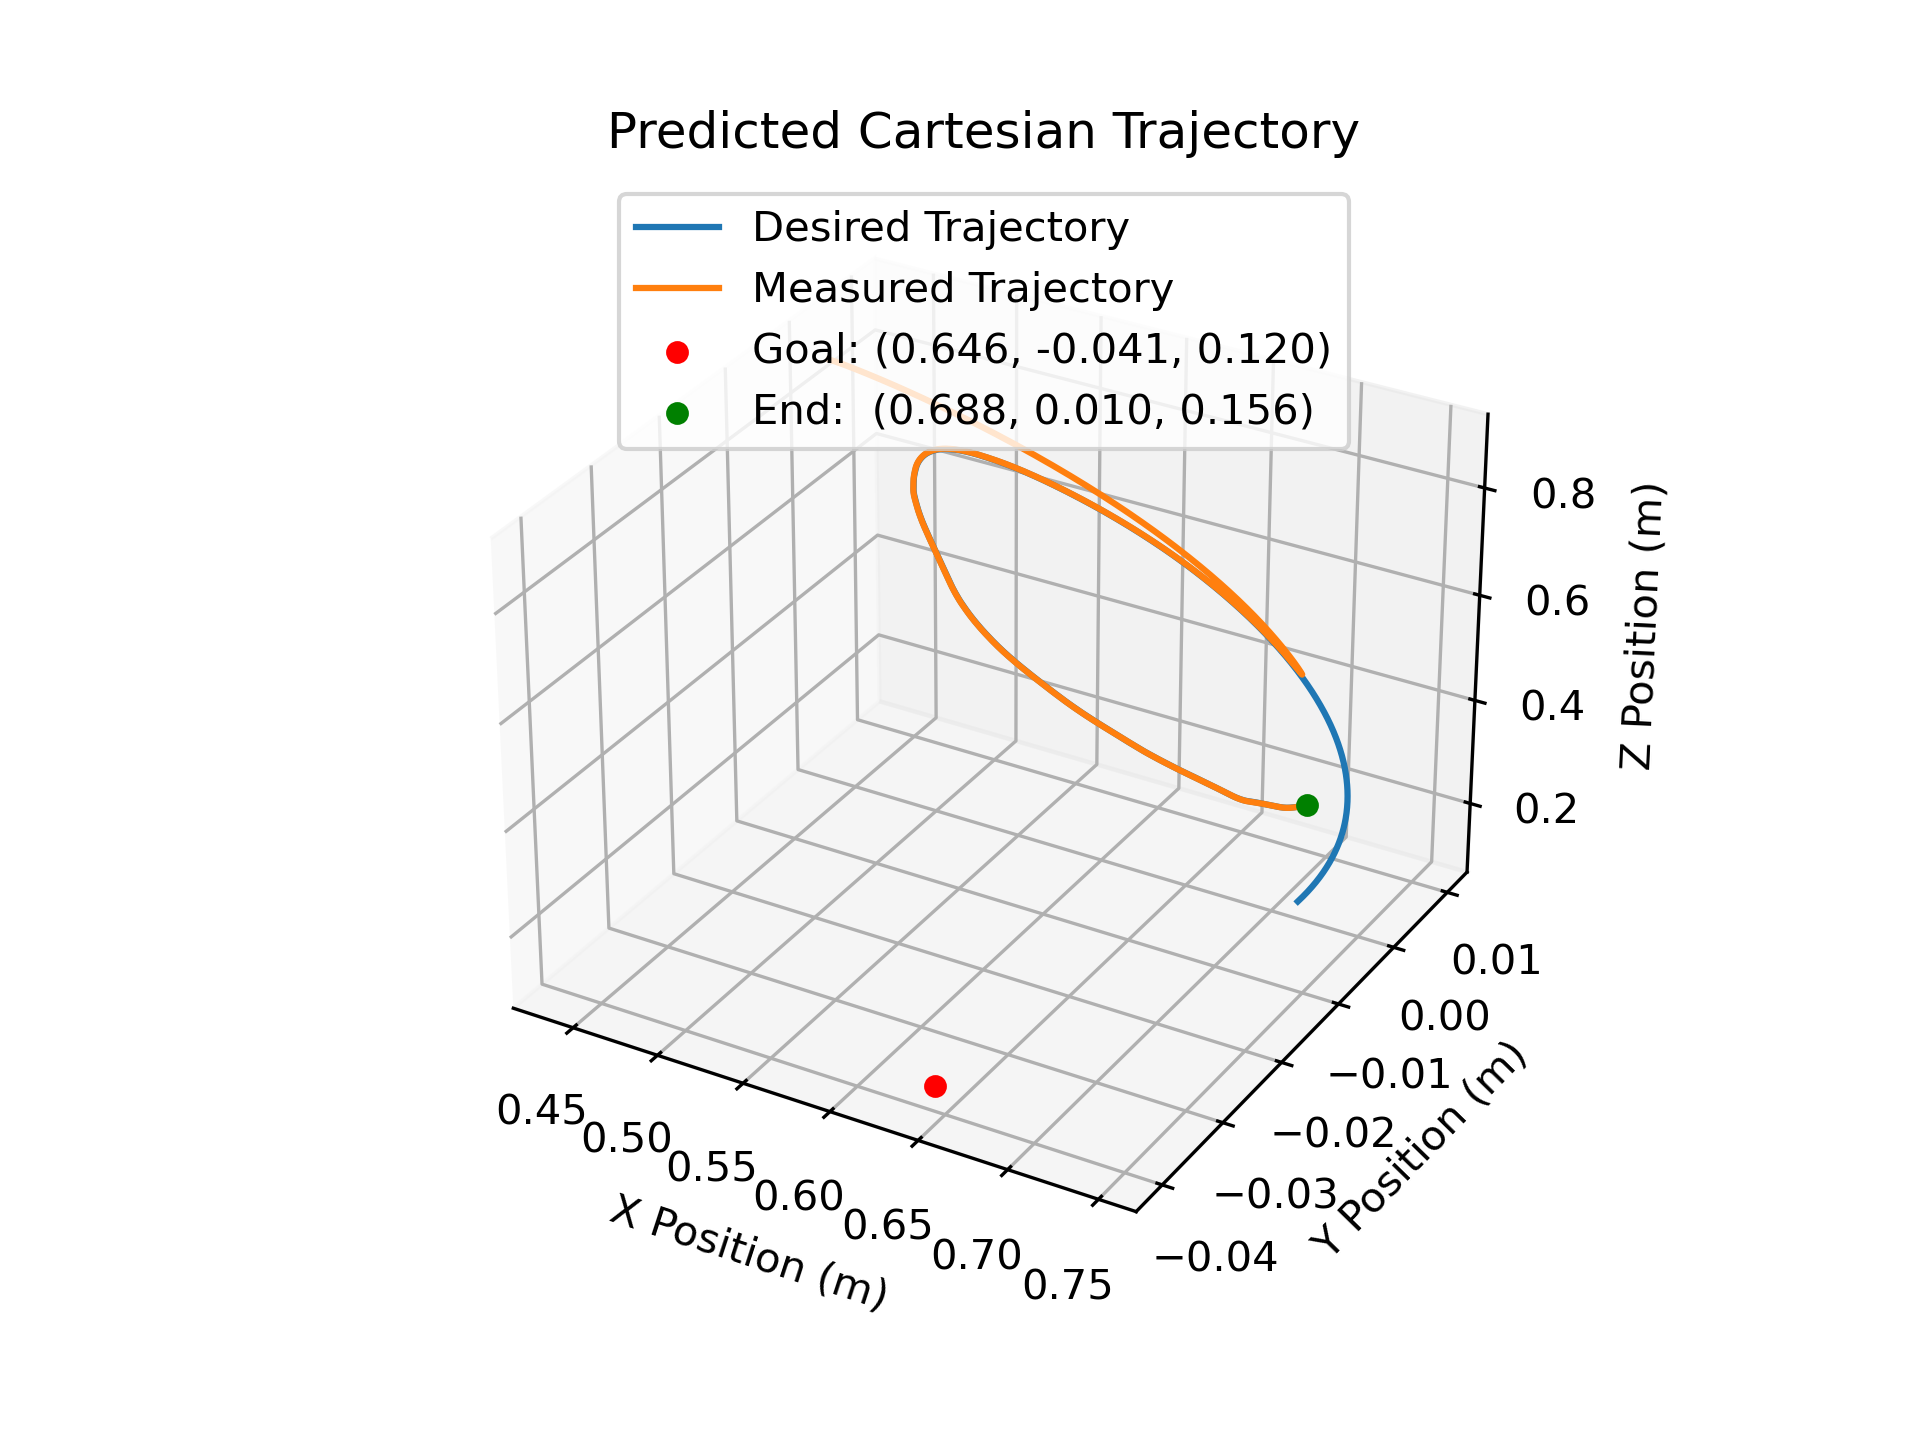 Predicted Cartesian Trajectory
Desired Trajectory
Measured Trajectory
Goal: (0.646, -0.041, 0.120)
End:  (0.688, 0.010, 0.156)
0.8
0.6
0.4
0.2
Z Position (m)
0.01
0.00
−0.01
−0.02
−0.03
−0.04
Y Position (m)
0.45
0.50
0.55
0.60
0.65
0.70
0.75
X Position (m)